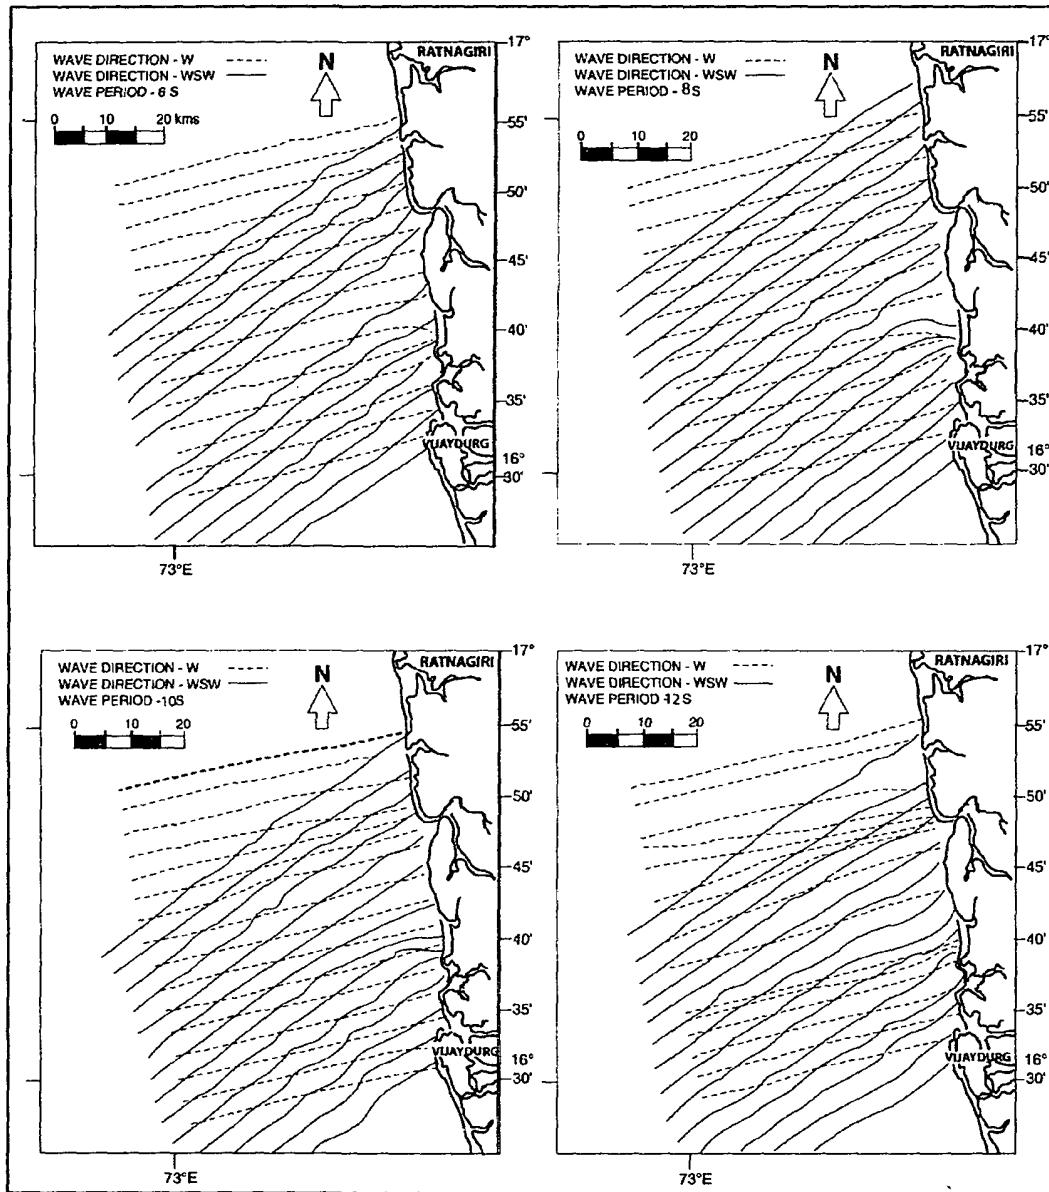 WAVE DIRECTION - W
WAVE DIRECTION - WSW
WAVE PERIOD - 6 S
0 10 20 kms
N
RATNAGIRI
17°
55'
50'
45'
40'
35'
VIJAYDURG
16°
30'
73°E
WAVE DIRECTION - W
WAVE DIRECTION - WSW
WAVE PERIOD - 8S
0 10 20
N
RATNAGIRI
17°
55'
50'
45'
40'
35'
VIJAYDURG
16°
30'
73°E
WAVE DIRECTION - W
WAVE DIRECTION - WSW
WAVE PERIOD -10S
0 10 20
N
RATNAGIRI
17°
55'
50'
45'
40'
35'
VIJAYDURG
16°
30'
73°E
WAVE DIRECTION - W
WAVE DIRECTION - WSW
WAVE PERIOD -12S
0 10 20
N
RATNAGIRI
17°
55'
50'
45'
40'
35'
VIJAYDURG
16°
30'
73°E